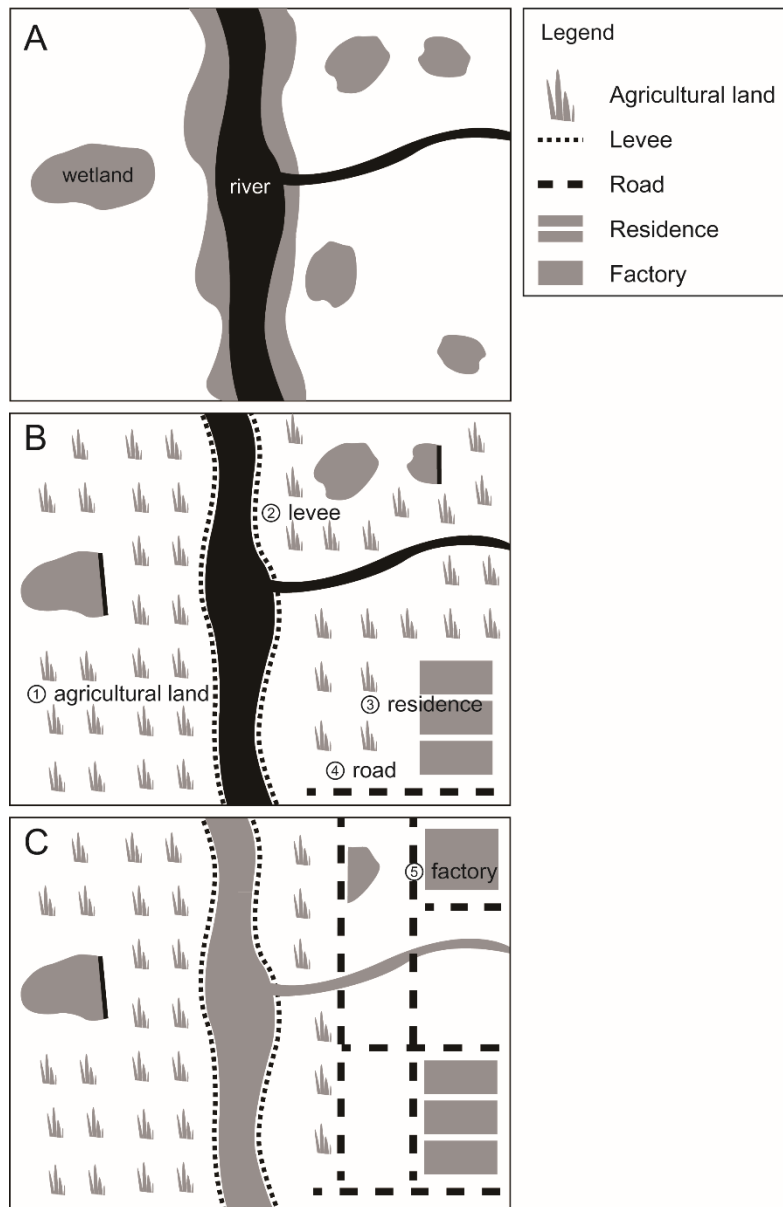 A
wetland
river
Legend
Agricultural land
Levee
Road
Residence
Factory
B
② levee
① agricultural land
③ residence
④ road
C
⑤ factory